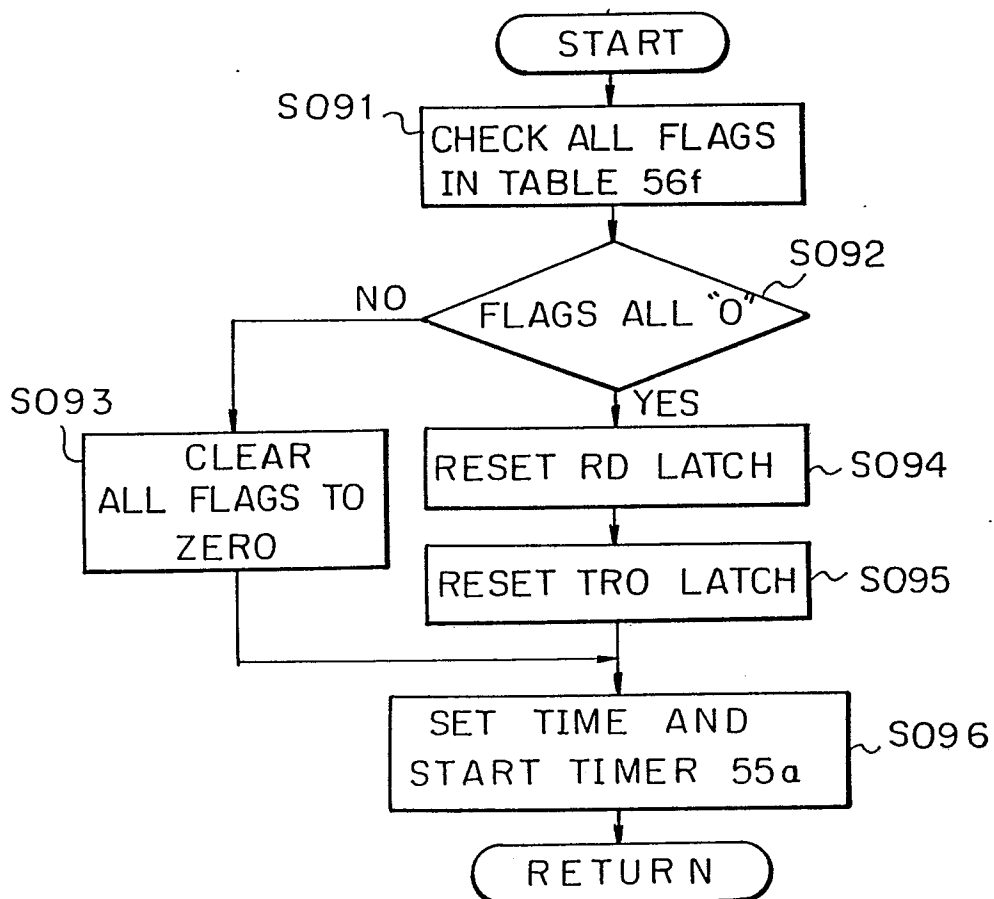 START
S091
CHECK ALL FLAGS
IN TABLE 56f
S092
FLAGS ALL "0"
NO
YES
S093
CLEAR
ALL FLAGS TO
ZERO
RESET RD LATCH
S094
RESET TRO LATCH
S095
SET TIME AND
START TIMER 55a
S096
RETURN